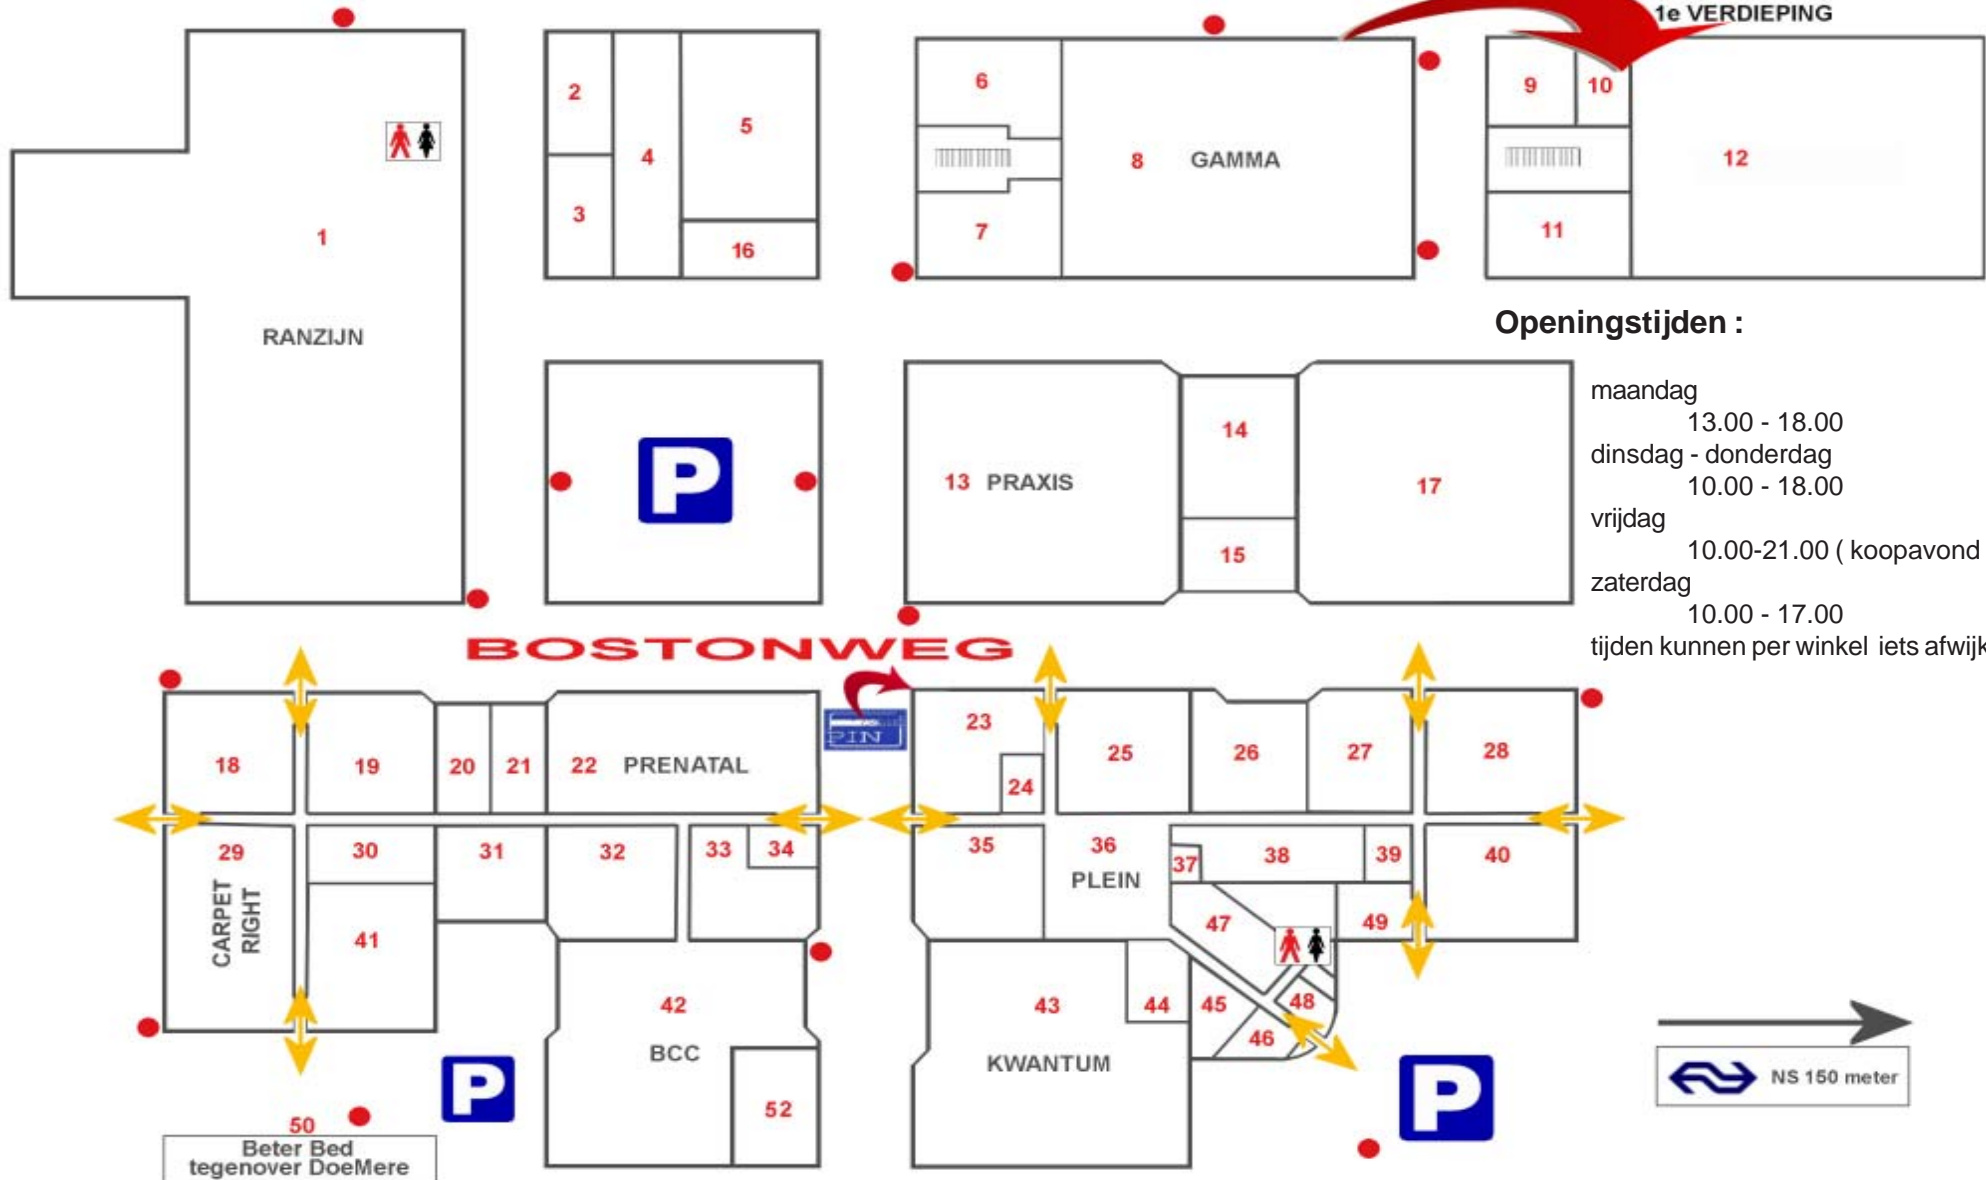 1e VERDIEPING
2
5
6
9
10
4
8 GAMMA
12
3
7
11
1
16
RANZIJN
Openingstijden :
maandag
13.00 - 18.00
dinsdag - donderdag
10.00 - 18.00
vrijdag
10.00-21.00 ( koopavond
zaterdag
10.00 - 17.00
tijden kunnen per winkel iets afwijk
P
13 PRAXIS
14
15
17
BOSTONWEG
PIN
18
19
20
21
22 PRENATAL
23
24
25
26
27
28
29
CARPET
RIGHT
30
31
32
33
34
35
36
PLEIN
37
38
39
40
41
47
49
42
BCC
43
KWANTUM
44
45
46
48
P
52
P
NS 150 meter
50
Beter Bed
tegenover DoeMere